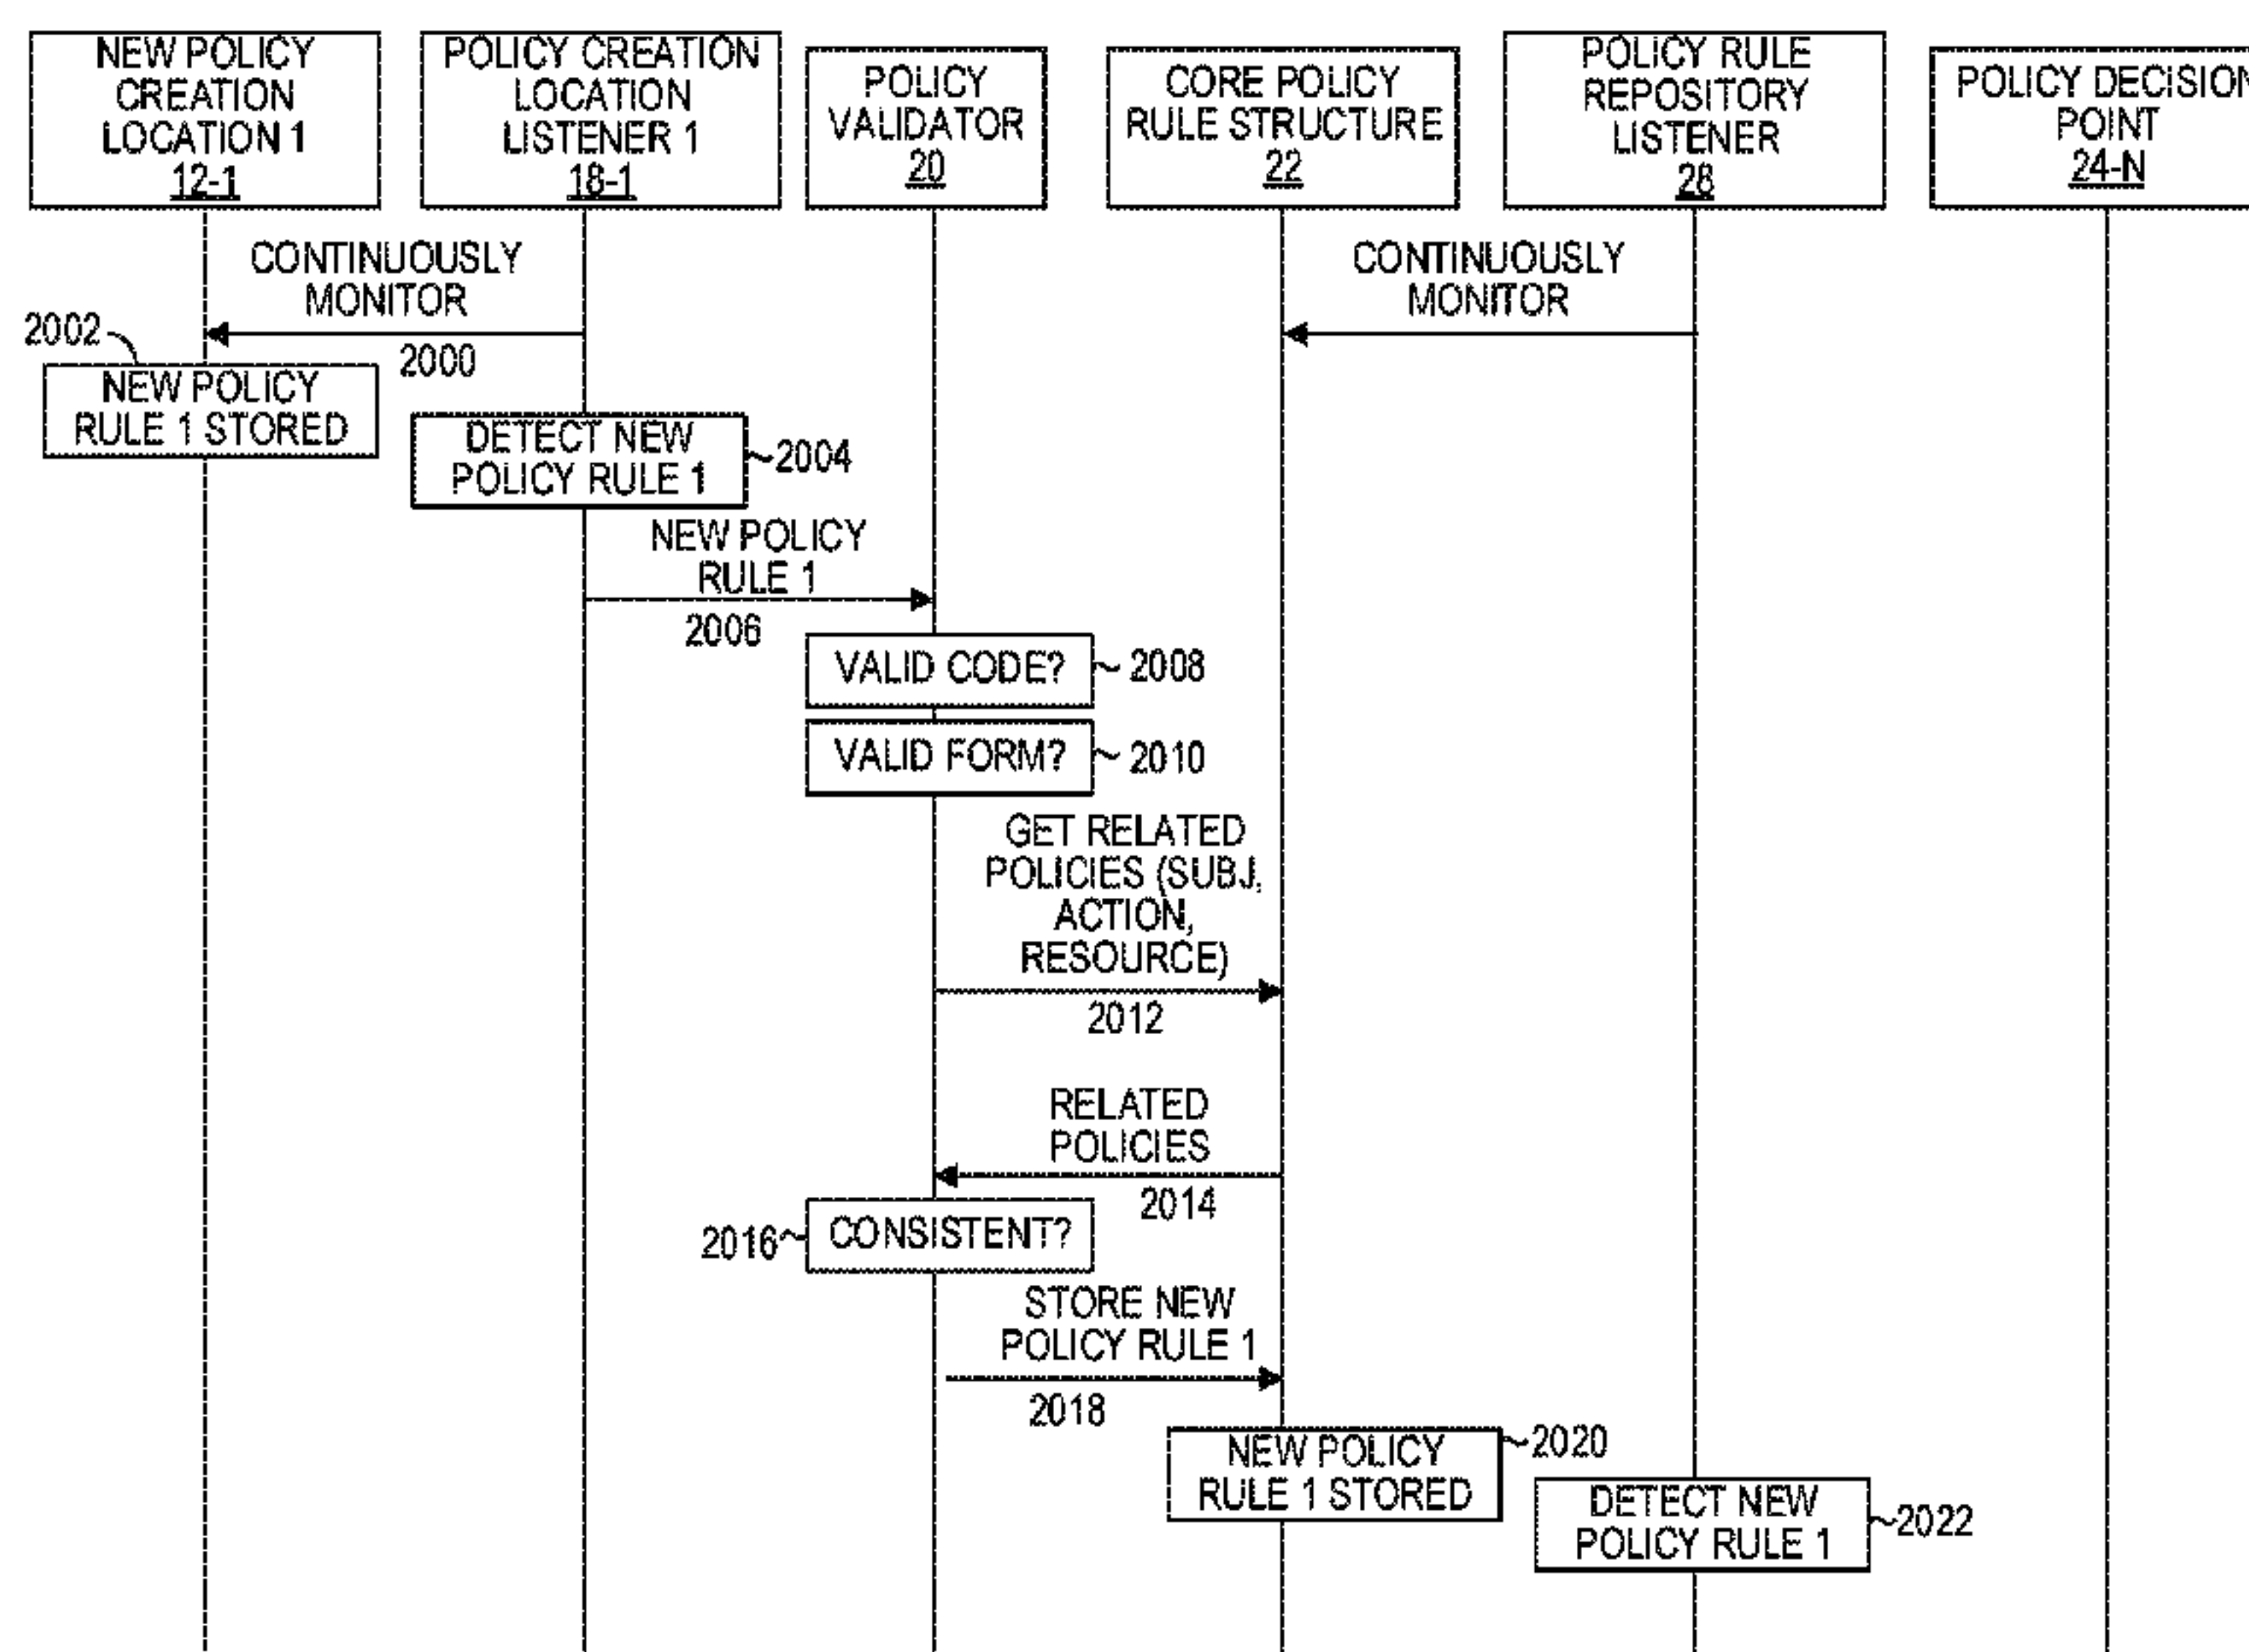 NEW POLICY
CREATION
LOCATION 1
12-1
POLICY CREATION
LOCATION
LISTENER 1
18-1
POLICY
VALIDATOR
20
CORE POLICY
RULE STRUCTURE
22
POLICY RULE
REPOSITORY
LISTENER
28
POLICY DECISION
POINT
24-N
CONTINUOUSLY
MONITOR
2000
CONTINUOUSLY
MONITOR
2002
NEW POLICY
RULE 1 STORED
DETECT NEW
POLICY RULE 1
2004
NEW POLICY
RULE 1
2006
VALID CODE?
2008
VALID FORM?
2010
GET RELATED
POLICIES (SUBJ,
ACTION,
RESOURCE)
2012
RELATED
POLICIES
2014
2016
CONSISTENT?
STORE NEW
POLICY RULE 1
2018
NEW POLICY
RULE 1 STORED
2020
DETECT NEW
POLICY RULE 1
2022